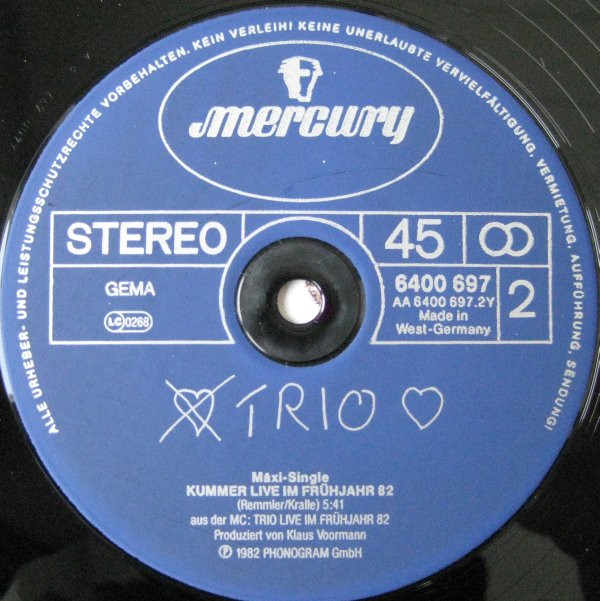 ALLE URHEBER- UND LEISTUNGSSCHUTZRECHTE VORBEHALTEN. KEIN VERLEIH! KEINE UNERLAUBTE VERVIELFÄLTIGUNG, VERMIETUNG, AUFFÜHRUNG, SENDUNG!
mercury
STEREO 45
GEMA
LC 0268
6400 697
AA 6400 697.2Y
Made in
West-Germany
2
TRIO
Maxi-Single
KUMMER LIVE IM FRÜHJAHR 82
(Remmler/Kralle) 5:41
aus der MC: TRIO LIVE IM FRÜHJAHR 82
Produziert von Klaus Voormann
℗ 1982 PHONOGRAM GmbH